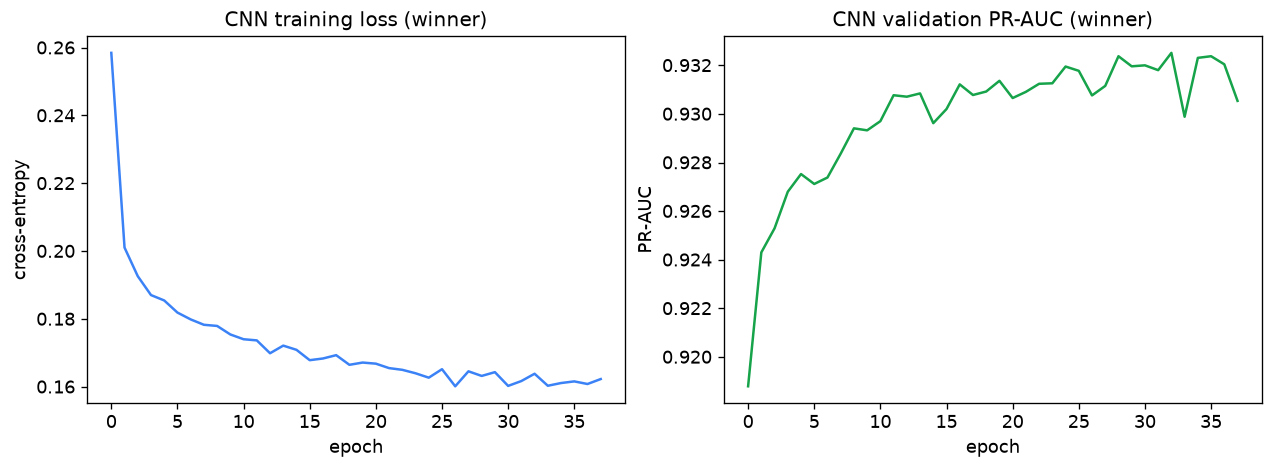 CNN training loss (winner)
cross-entropy
0.26
0.24
0.22
0.20
0.18
0.16
0 5 10 15 20 25 30 35
epoch
CNN validation PR-AUC (winner)
PR-AUC
0.932
0.930
0.928
0.926
0.924
0.922
0.920
0 5 10 15 20 25 30 35
epoch